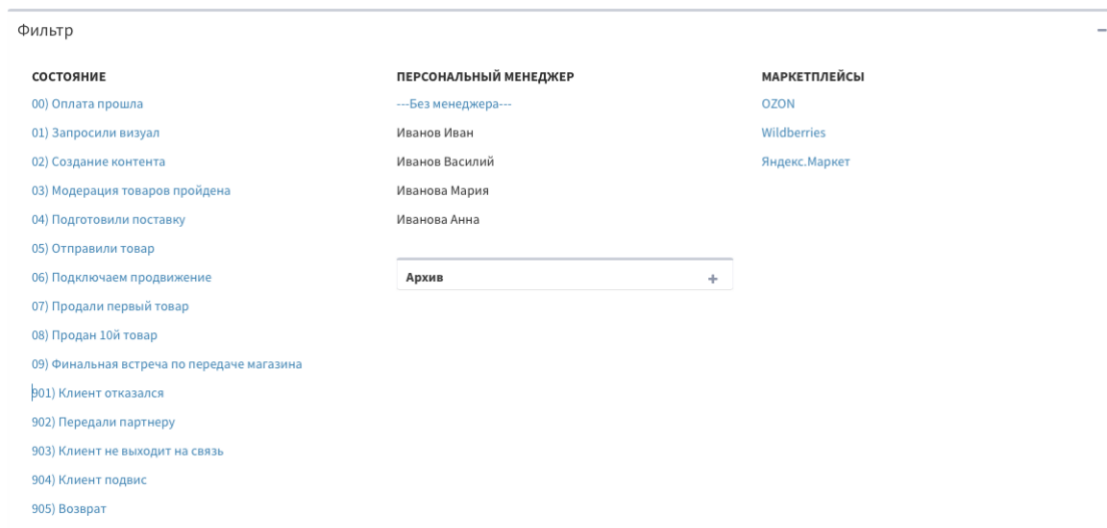 Фильтр
СОСТОЯНИЕ
00) Оплата прошла
01) Запросили визуал
02) Создание контента
03) Модерация товаров пройдена
04) Подготовили поставку
05) Отправили товар
06) Подключаем продвижение
07) Продали первый товар
08) Продан 10й товар
09) Финальная встреча по передаче магазина
901) Клиент отказался
902) Передали партнеру
903) Клиент не выходит на связь
904) Клиент подвис
905) Возврат
ПЕРСОНАЛЬНЫЙ МЕНЕДЖЕР
---Без менеджера---
Иванов Иван
Иванов Василий
Иванова Мария
Иванова Анна
Архив
МАРКЕТПЛЕЙСЫ
OZON
Wildberries
Яндекс.Маркет